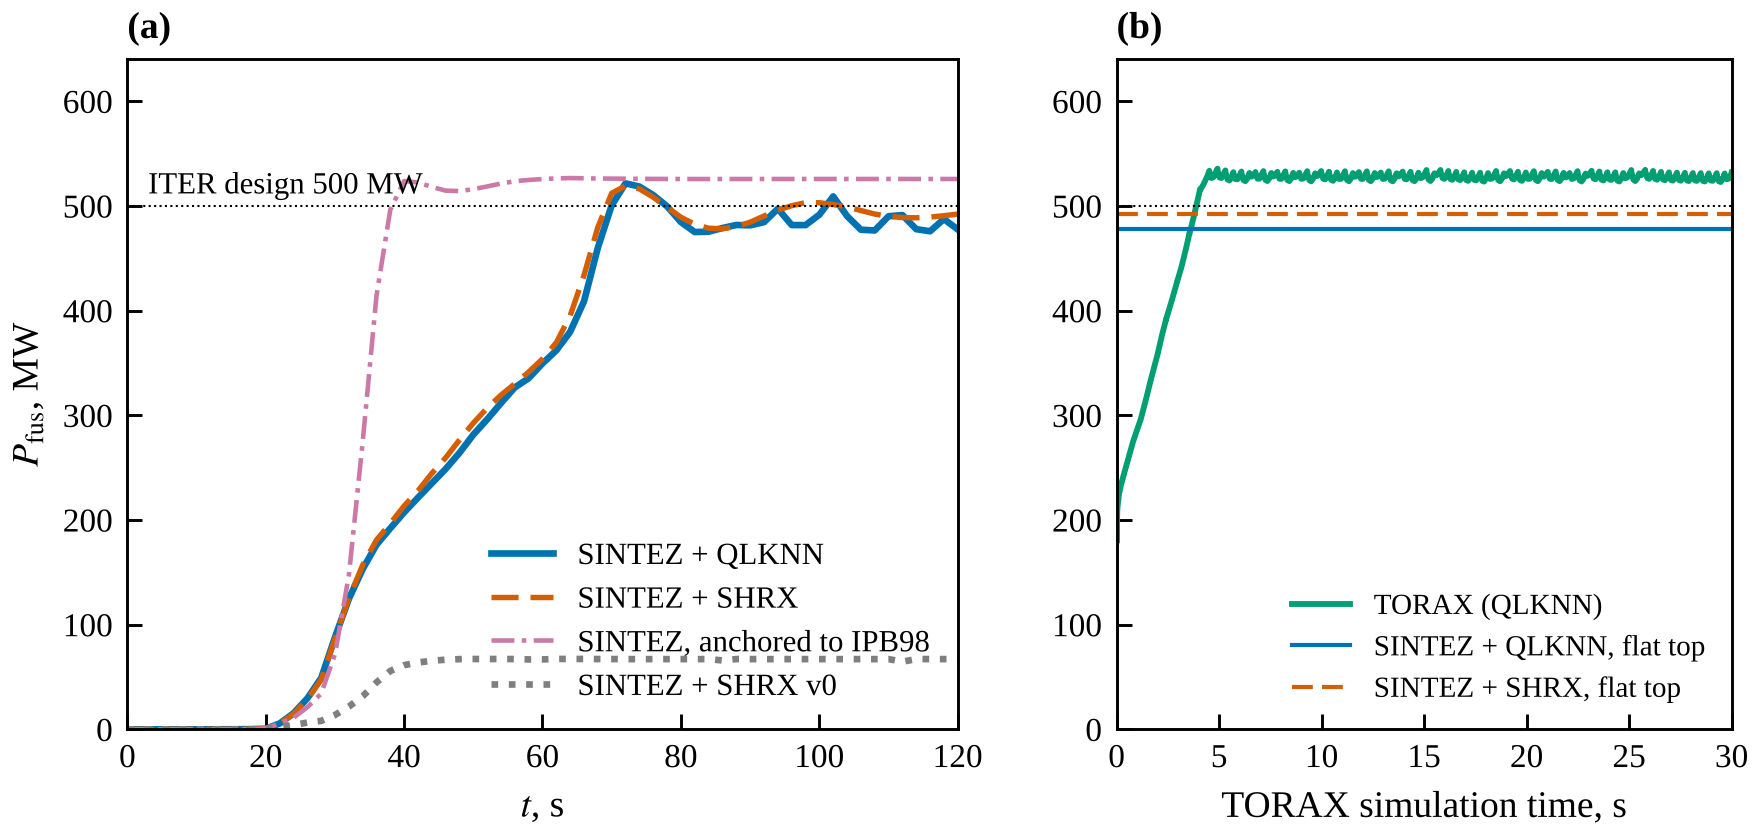 (a)
600
500
400
300
200
100
0
P_fus, MW
ITER design 500 MW
SINTEZ + QLKNN
SINTEZ + SHRX
SINTEZ, anchored to IPB98
SINTEZ + SHRX v0
0 20 40 60 80 100 120
t, s
(b)
600
500
400
300
200
100
0
TORAX (QLKNN)
SINTEZ + QLKNN, flat top
SINTEZ + SHRX, flat top
0 5 10 15 20 25 30
TORAX simulation time, s